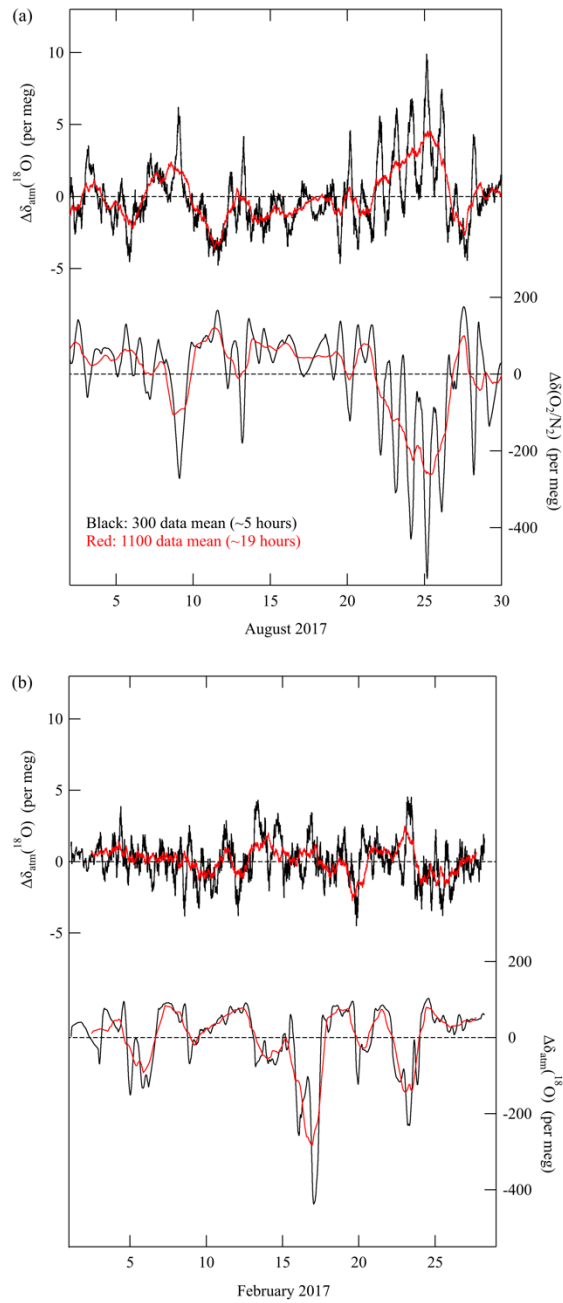 (a)
10
5
0
-5
Δδatm(¹⁸O) (per meg)
200
0
-200
-400
Δδ(O₂/N₂) (per meg)
Black: 300 data mean (~5 hours)
Red: 1100 data mean (~19 hours)
5 10 15 20 25 30
August 2017
(b)
10
5
0
-5
Δδatm(¹⁸O) (per meg)
200
0
-200
-400
Δδatm(¹⁸O) (per meg)
5 10 15 20 25
February 2017